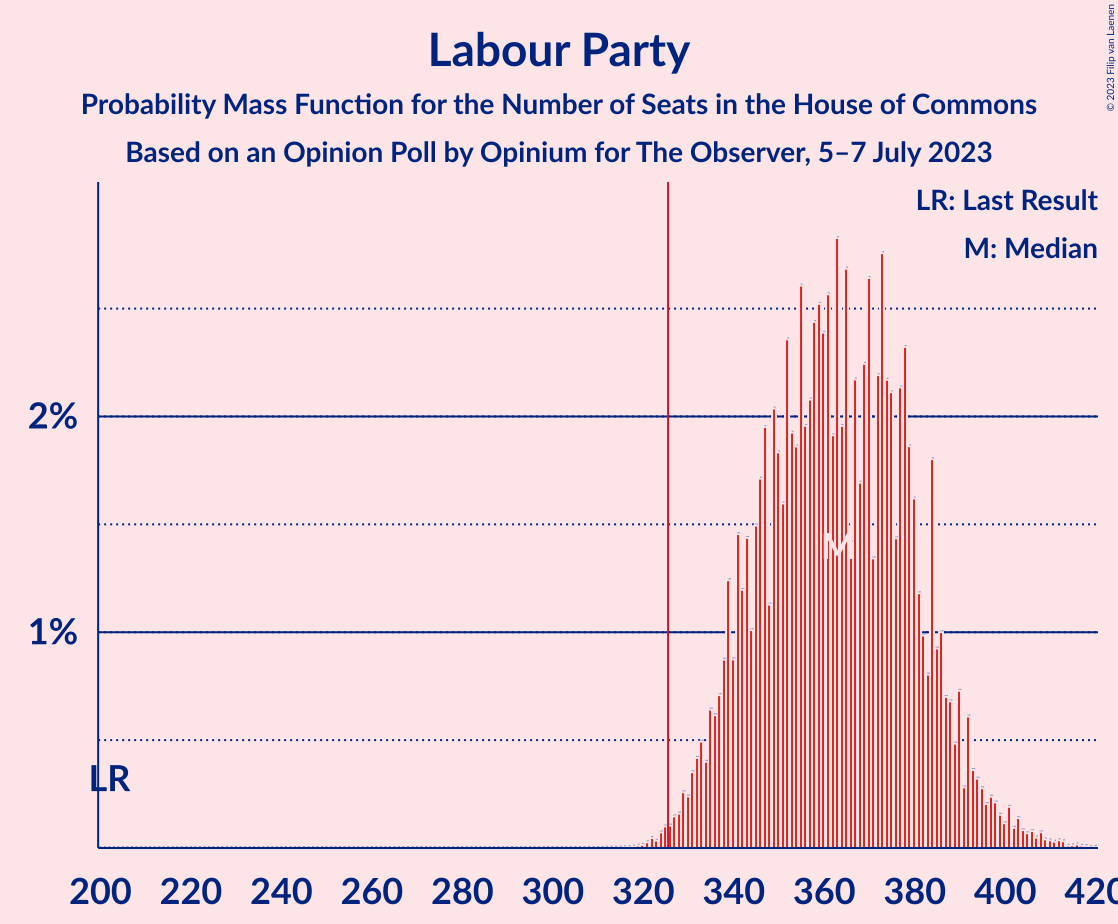 Labour Party
Probability Mass Function for the Number of Seats in the House of Commons
Based on an Opinion Poll by Opinium for The Observer, 5–7 July 2023
© 2023 Filip van Laenen
LR: Last Result
M: Median
2%
1%
LR
M
200 220 240 260 280 300 320 340 360 380 400 420